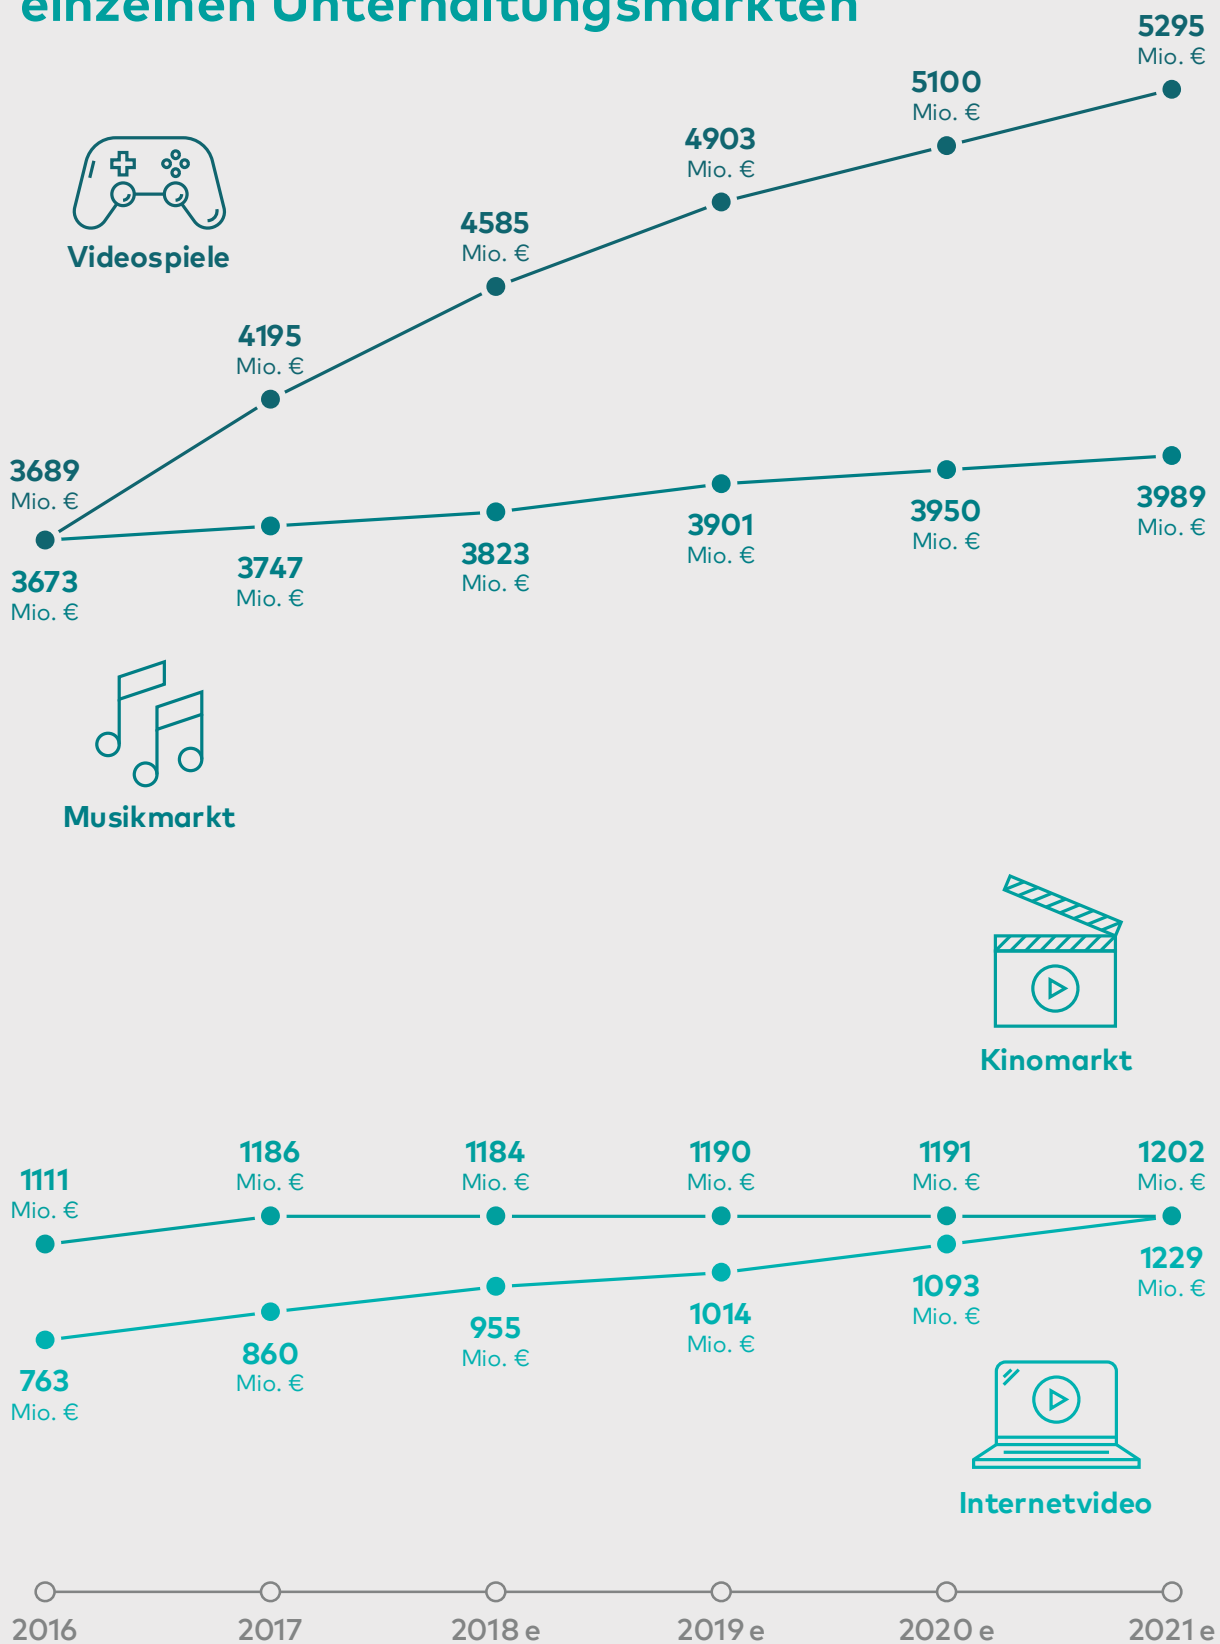 einzelnen Unterhaltungsmärkten
5295
Mio. €
5100
Mio. €
4903
Mio. €
4585
Mio. €
Videospiele
4195
Mio. €
3689
Mio. €
3673
Mio. €
3747
Mio. €
3823
Mio. €
3901
Mio. €
3950
Mio. €
3989
Mio. €
Musikmarkt
Kinomarkt
1111
Mio. €
1186
Mio. €
1184
Mio. €
1190
Mio. €
1191
Mio. €
1202
Mio. €
763
Mio. €
860
Mio. €
955
Mio. €
1014
Mio. €
1093
Mio. €
1229
Mio. €
Internetvideo
2016 2017 2018 e 2019 e 2020 e 2021 e